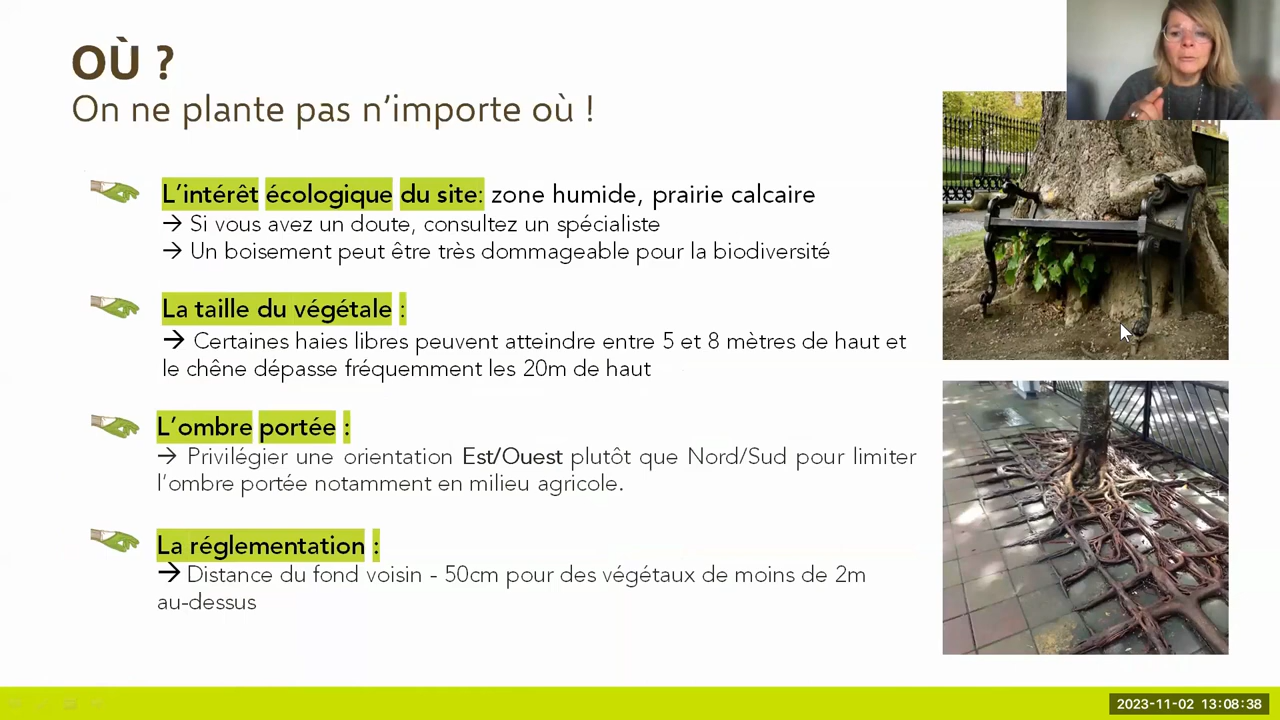 OÙ ?
On ne plante pas n’importe où !
L’intérêt écologique du site: zone humide, prairie calcaire
→ Si vous avez un doute, consultez un spécialiste
→ Un boisement peut être très dommageable pour la biodiversité
La taille du végétale :
→ Certaines haies libres peuvent atteindre entre 5 et 8 mètres de haut et
le chêne dépasse fréquemment les 20m de haut
L’ombre portée :
→ Privilégier une orientation Est/Ouest plutôt que Nord/Sud pour limiter
l’ombre portée notamment en milieu agricole.
La réglementation :
→ Distance du fond voisin - 50cm pour des végétaux de moins de 2m
au-dessus
2023-11-02 13:08:38